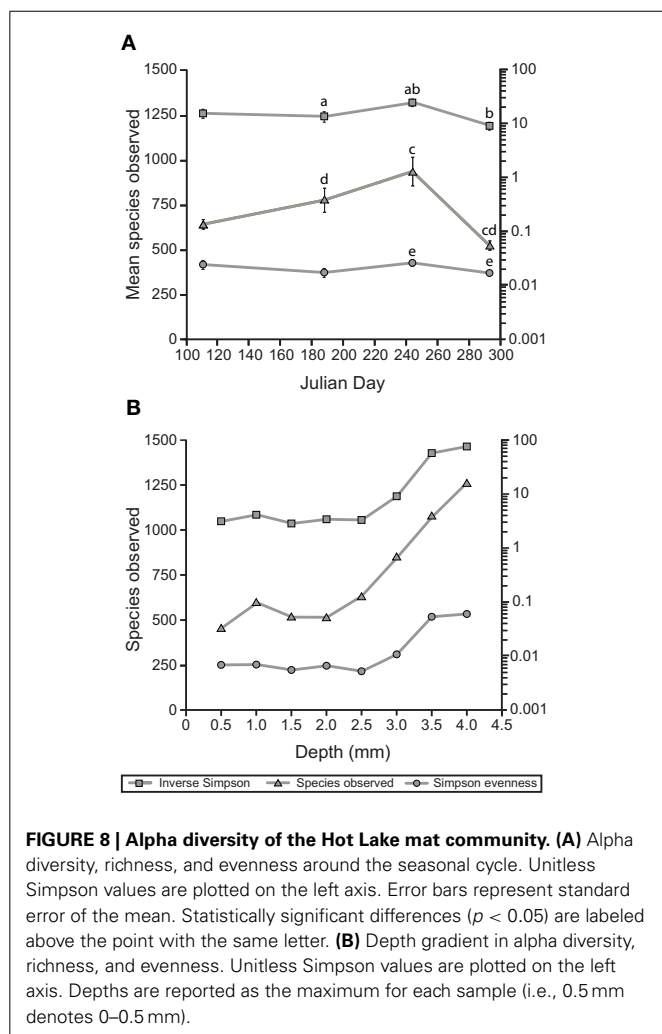 A
1500
1250
1000
750
500
250
0
Mean species observed
100
10
1
0.1
0.01
0.001
a
ab
b
d
c
cd
e
e
100 120 140 160 180 200 220 240 260 280 300
Julian Day
B
1500
1250
1000
750
500
250
0
Species observed
100
10
1
0.1
0.01
0.001
0 0.5 1.0 1.5 2.0 2.5 3.0 3.5 4.0 4.5
Depth (mm)
Inverse Simpson Species observed Simpson evenness
FIGURE 8 | Alpha diversity of the Hot Lake mat community. (A) Alpha
diversity, richness, and evenness around the seasonal cycle. Unitless
Simpson values are plotted on the left axis. Error bars represent standard
error of the mean. Statistically significant differences (p < 0.05) are labeled
above the point with the same letter. (B) Depth gradient in alpha diversity,
richness, and evenness. Unitless Simpson values are plotted on the left
axis. Depths are reported as the maximum for each sample (i.e., 0.5 mm
denotes 0–0.5 mm).